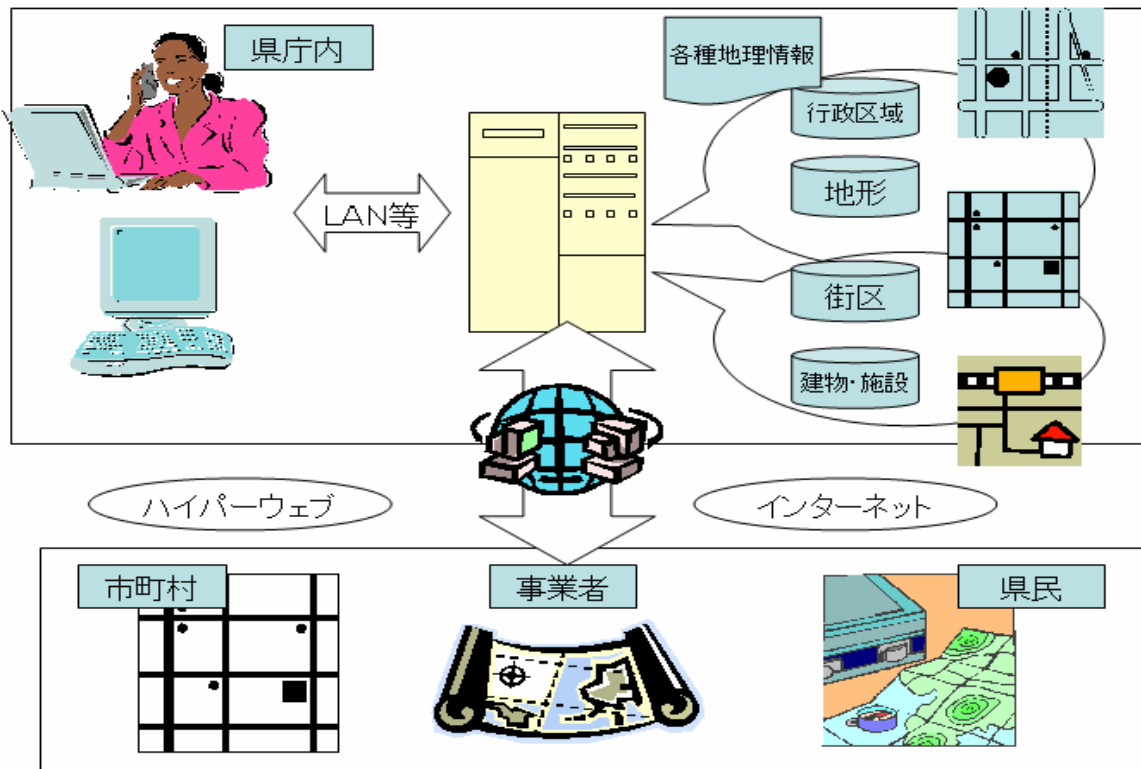 県庁内
各種地理情報
行政区域
LAN等
地形
街区
建物・施設
ハイパーウェブ
インターネット
市町村
事業者
県民